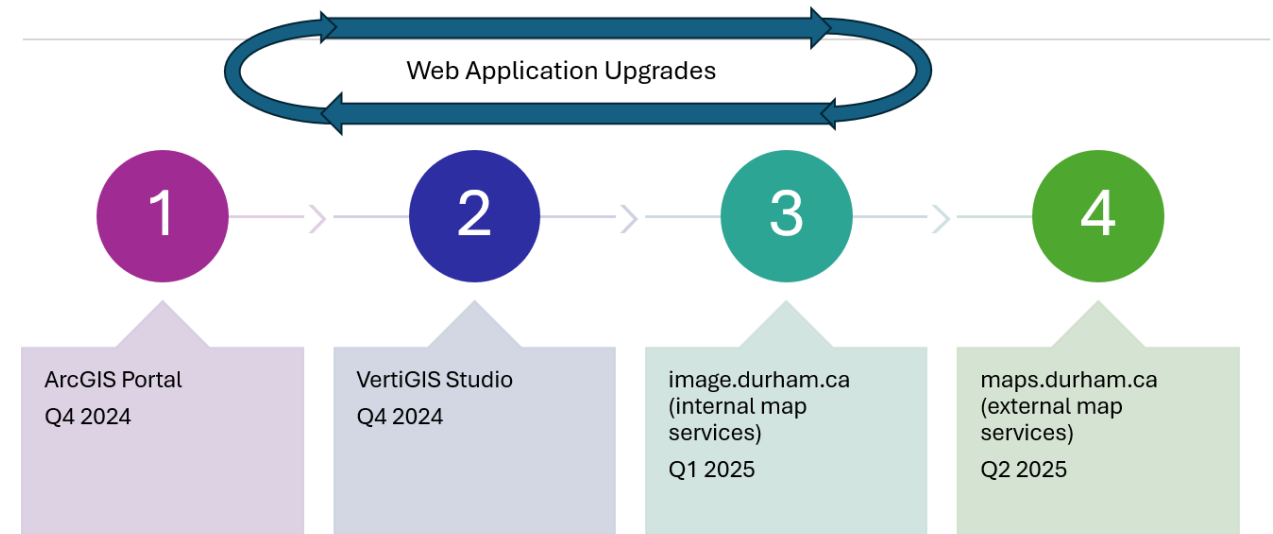 Web Application Upgrades
1
2
3
4
ArcGIS Portal
Q4 2024
VertiGIS Studio
Q4 2024
image.durham.ca
(internal map
services)
Q1 2025
maps.durham.ca
(external map
services)
Q2 2025